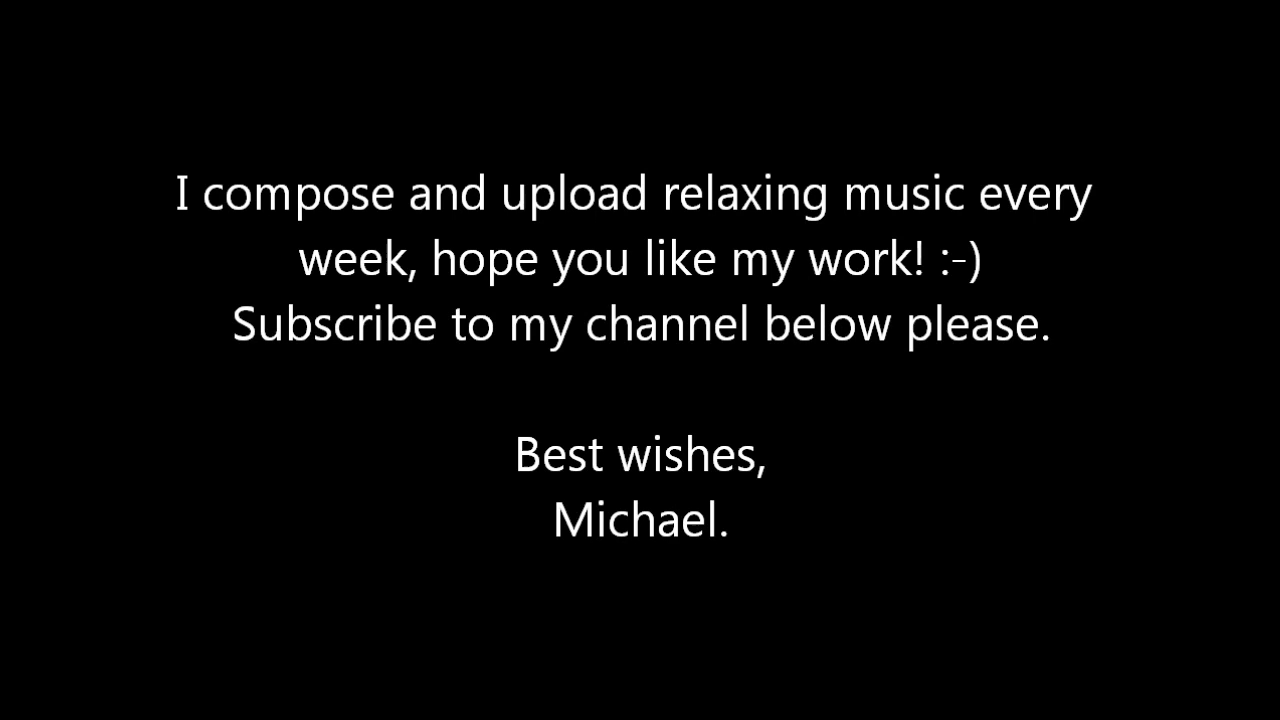 I compose and upload relaxing music every
week, hope you like my work! :-)
Subscribe to my channel below please.
Best wishes,
Michael.